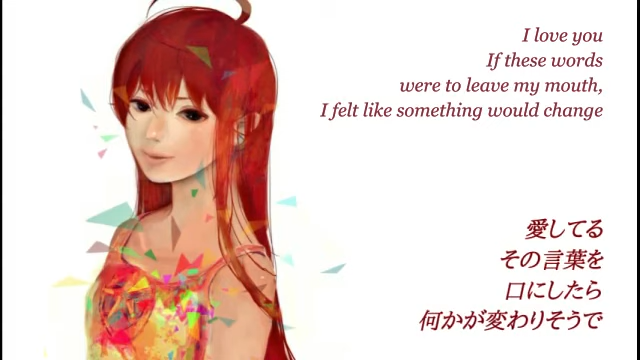 I love you
If these words
were to leave my mouth,
I felt like something would change
愛してる
その言葉を
口にしたら
何かが変わりそうで